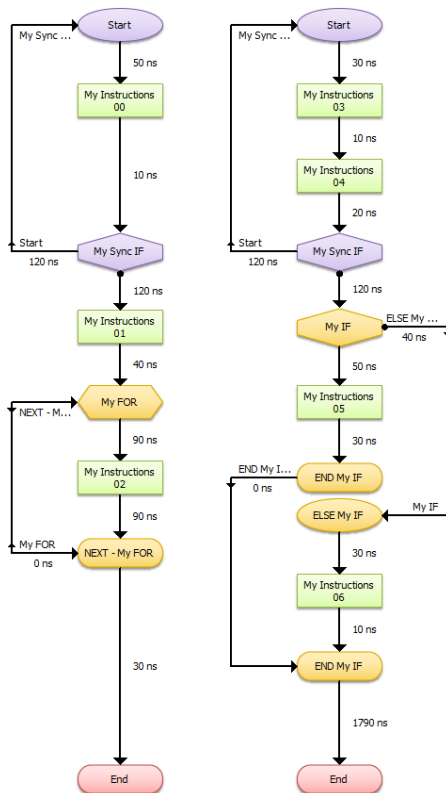 Start
My Sync ...
50 ns
My Instructions
00
10 ns
Start
My Sync IF
120 ns
120 ns
My Instructions
01
40 ns
NEXT - M...
My FOR
90 ns
My Instructions
02
90 ns
My FOR
NEXT - My FOR
0 ns
30 ns
End
Start
My Sync ...
30 ns
My Instructions
03
10 ns
My Instructions
04
20 ns
Start
My Sync IF
120 ns
120 ns
My IF
ELSE My ...
40 ns
50 ns
My Instructions
05
30 ns
END My I...
END My IF
0 ns
ELSE My IF
My IF
30 ns
My Instructions
06
10 ns
END My IF
1790 ns
End